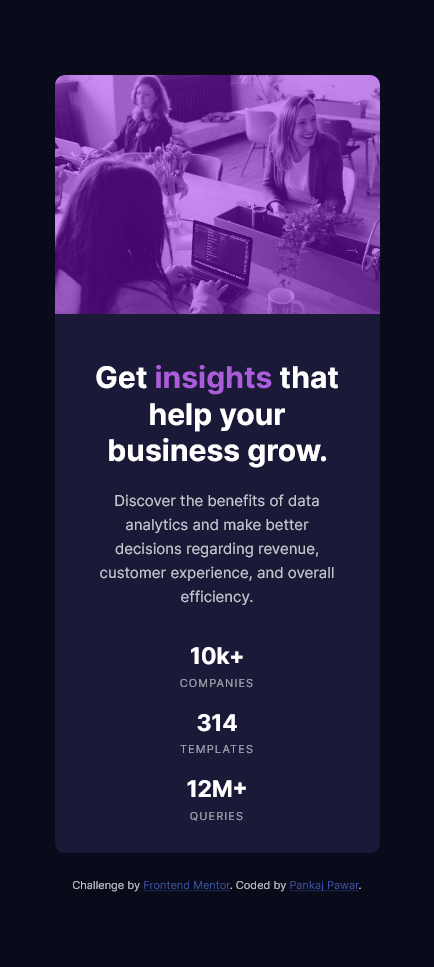 Get insights that
help your
business grow.
Discover the benefits of data
analytics and make better
decisions regarding revenue,
customer experience, and overall
efficiency.
10k+
COMPANIES
314
TEMPLATES
12M+
QUERIES
Challenge by Frontend Mentor. Coded by Pankaj Pawar.